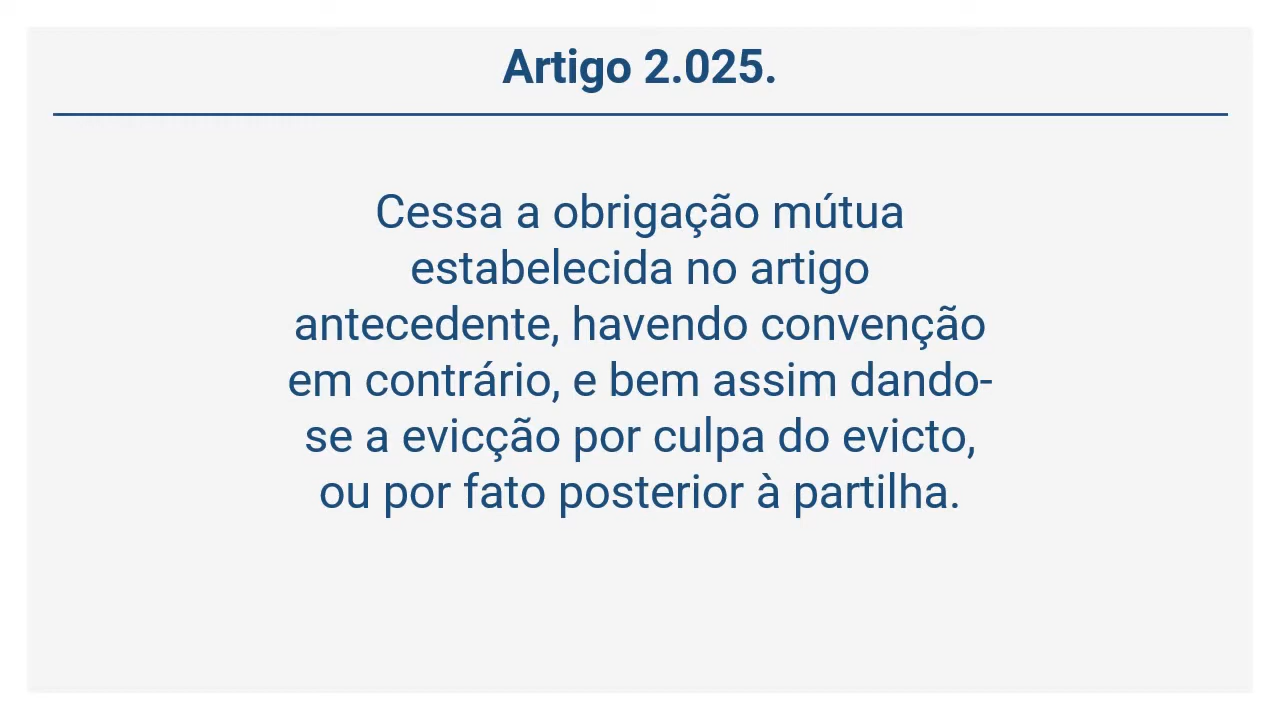 Artigo 2.025.
Cessa a obrigação mútua
estabelecida no artigo
antecedente, havendo convenção
em contrário, e bem assim dando-
se a evicção por culpa do evicto,
ou por fato posterior à partilha.